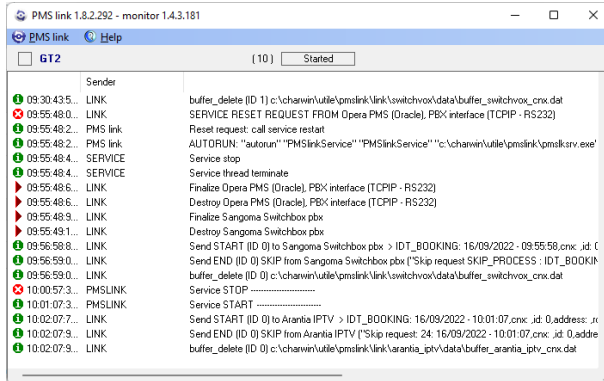 PMS link 1.8.2.292 - monitor 1.4.3.181
PMS link Help
GT2 (10) Started
Sender
09:30:43:5... LINK buffer_delete (ID 1) c:\charwin\utile\pmslink\link\switchvox\data\buffer_switchvox_cnx.dat
09:55:48:0... LINK SERVICE RESET REQUEST FROM Opera PMS (Oracle), PBX interface (TCPIP - RS232)
09:55:48:2... PMS link Reset request: call service restart
09:55:48:2... PMS link AUTORUN: "autorun" "PMSlinkService" "PMSlinkService" "c:\charwin\utile\pmslink\pmslksrv.exe"
09:55:48:4... SERVICE Service stop
09:55:48:4... SERVICE Service thread terminate
09:55:48:6... LINK Finalize Opera PMS (Oracle), PBX interface (TCPIP - RS232)
09:55:48:6... LINK Destroy Opera PMS (Oracle), PBX interface (TCPIP - RS232)
09:55:48:9... LINK Finalize Sangoma Switchbox pbx
09:55:49:1... LINK Destroy Sangoma Switchbox pbx
09:56:58:8... LINK Send START (ID 0) to Sangoma Switchbox pbx > IDT_BOOKING: 16/09/2022 - 09:55:58,cnx: ,id: 0
09:56:59:0... LINK Send END (ID 0) SKIP from Sangoma Switchbox pbx ("Skip request SKIP_PROCESS : IDT_BOOKIN
09:56:59:0... LINK buffer_delete (ID 0) c:\charwin\utile\pmslink\link\switchvox\data\buffer_switchvox_cnx.dat
10:00:57:3... PMSLINK Service STOP -------------------------
10:01:07:3... PMSLINK Service START -------------------------
10:02:07:7... LINK Send START (ID 0) to Arantia IPTV > IDT_BOOKING: 16/09/2022 - 10:01:07,cnx: ,id: 0,address: ,ro
10:02:07:9... LINK Send END (ID 0) SKIP from Arantia IPTV ("Skip request: 24: 16/09/2022 - 10:01:07,cnx: ,id: 0,addre
10:02:07:9... LINK buffer_delete (ID 0) c:\charwin\utile\pmslink\link\arantia_iptv\data\buffer_arantia_iptv_cnx.dat